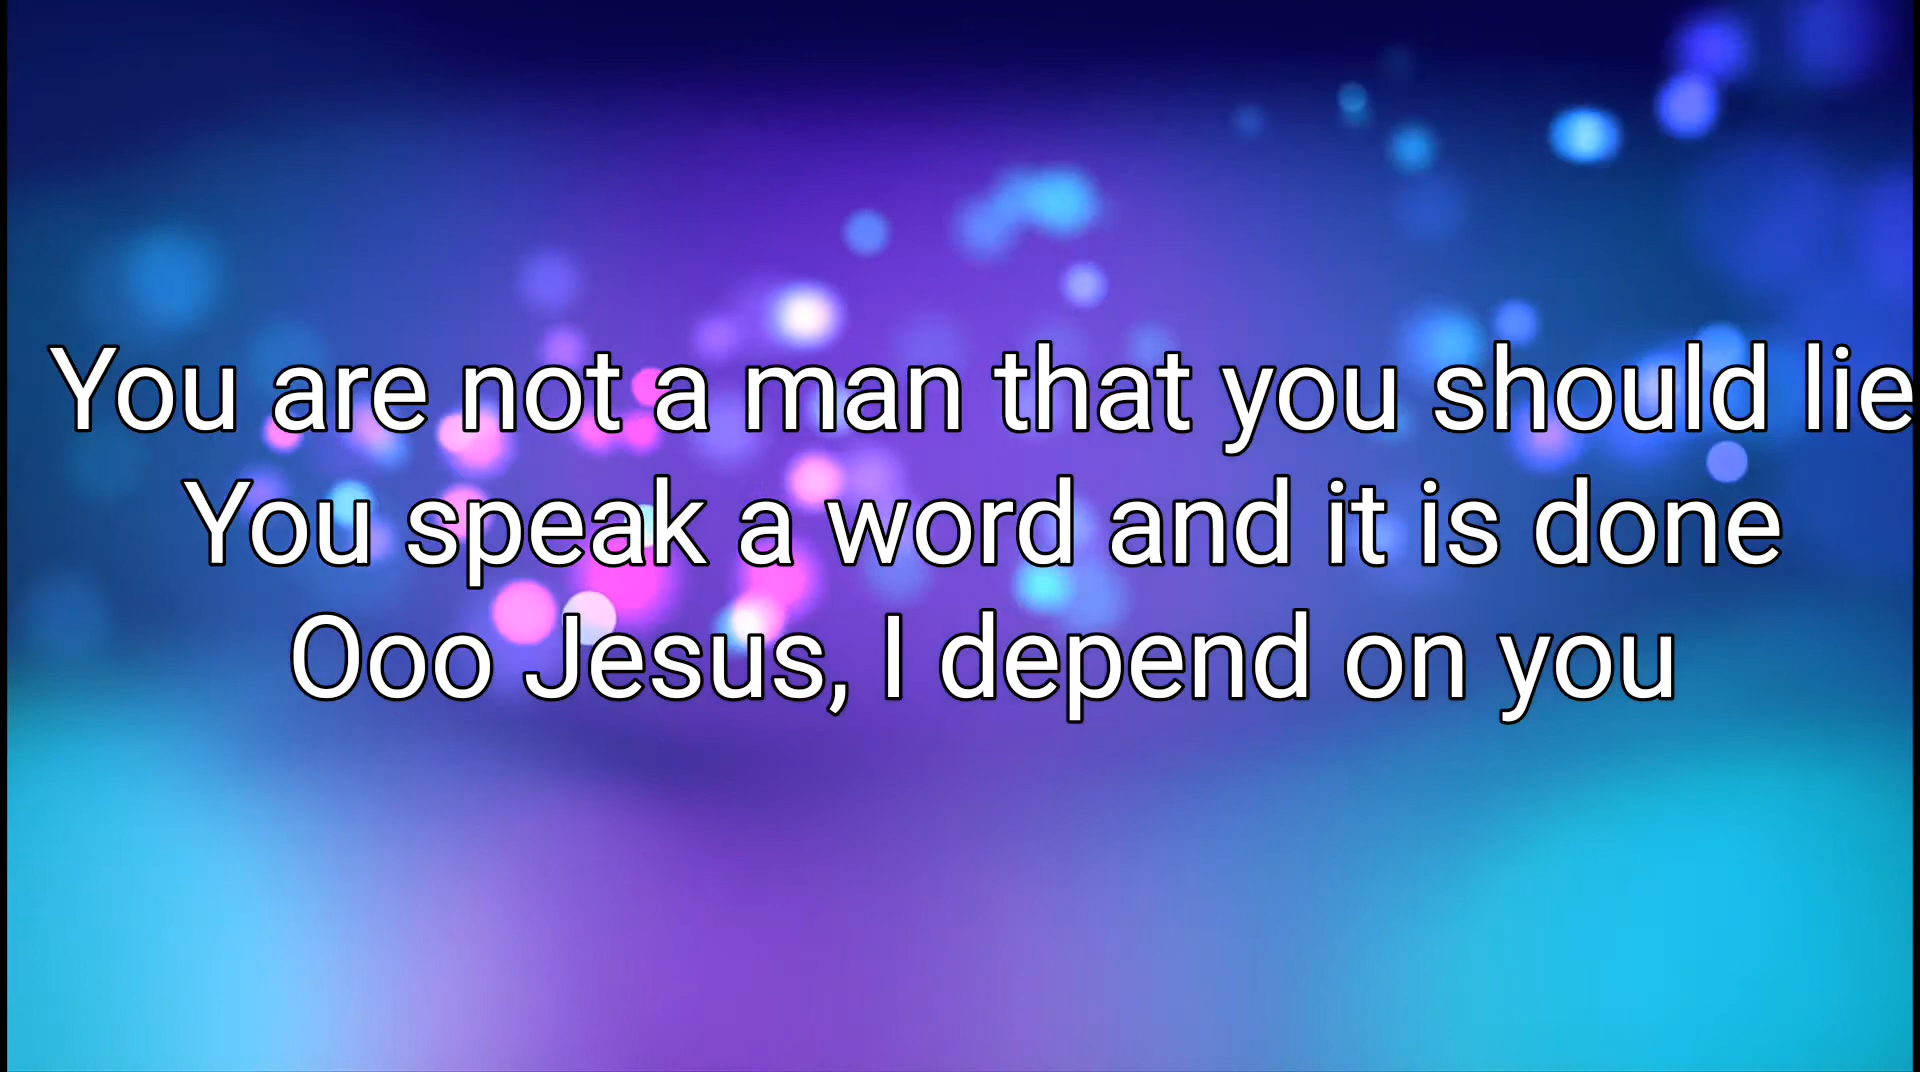 You are not a man that you should lie
You speak a word and it is done
Ooo Jesus, I depend on you